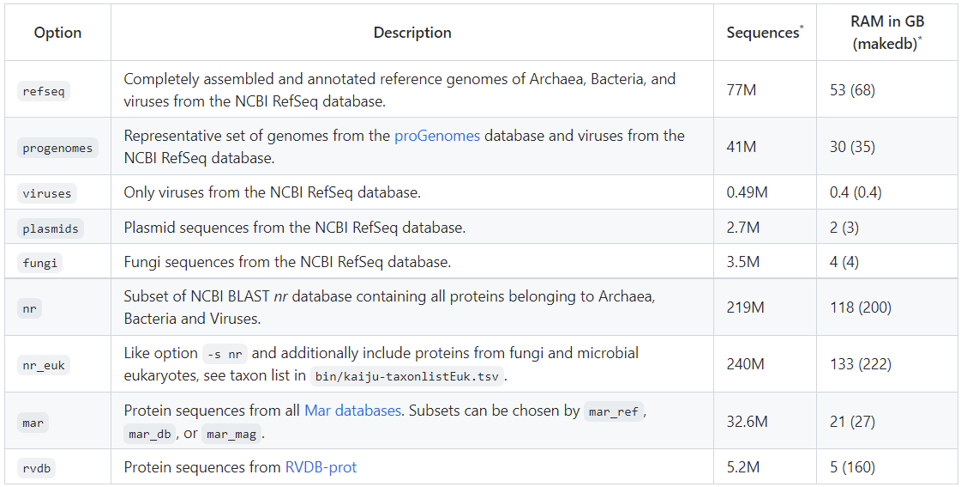 Option Description Sequences* RAM in GB
(makedb)*
refseq Completely assembled and annotated reference genomes of Archaea, Bacteria, and
viruses from the NCBI RefSeq database. 77M 53 (68)
progenomes Representative set of genomes from the proGenomes database and viruses from the
NCBI RefSeq database. 41M 30 (35)
viruses Only viruses from the NCBI RefSeq database. 0.49M 0.4 (0.4)
plasmids Plasmid sequences from the NCBI RefSeq database. 2.7M 2 (3)
fungi Fungi sequences from the NCBI RefSeq database. 3.5M 4 (4)
nr Subset of NCBI BLAST nr database containing all proteins belonging to Archaea,
Bacteria and Viruses. 219M 118 (200)
nr_euk Like option -s nr and additionally include proteins from fungi and microbial
eukaryotes, see taxon list in bin/kaiju-taxonlistEuk.tsv. 240M 133 (222)
mar Protein sequences from all Mar databases. Subsets can be chosen by mar_ref,
mar_db, or mar_mag. 32.6M 21 (27)
rvdb Protein sequences from RVDB-prot 5.2M 5 (160)